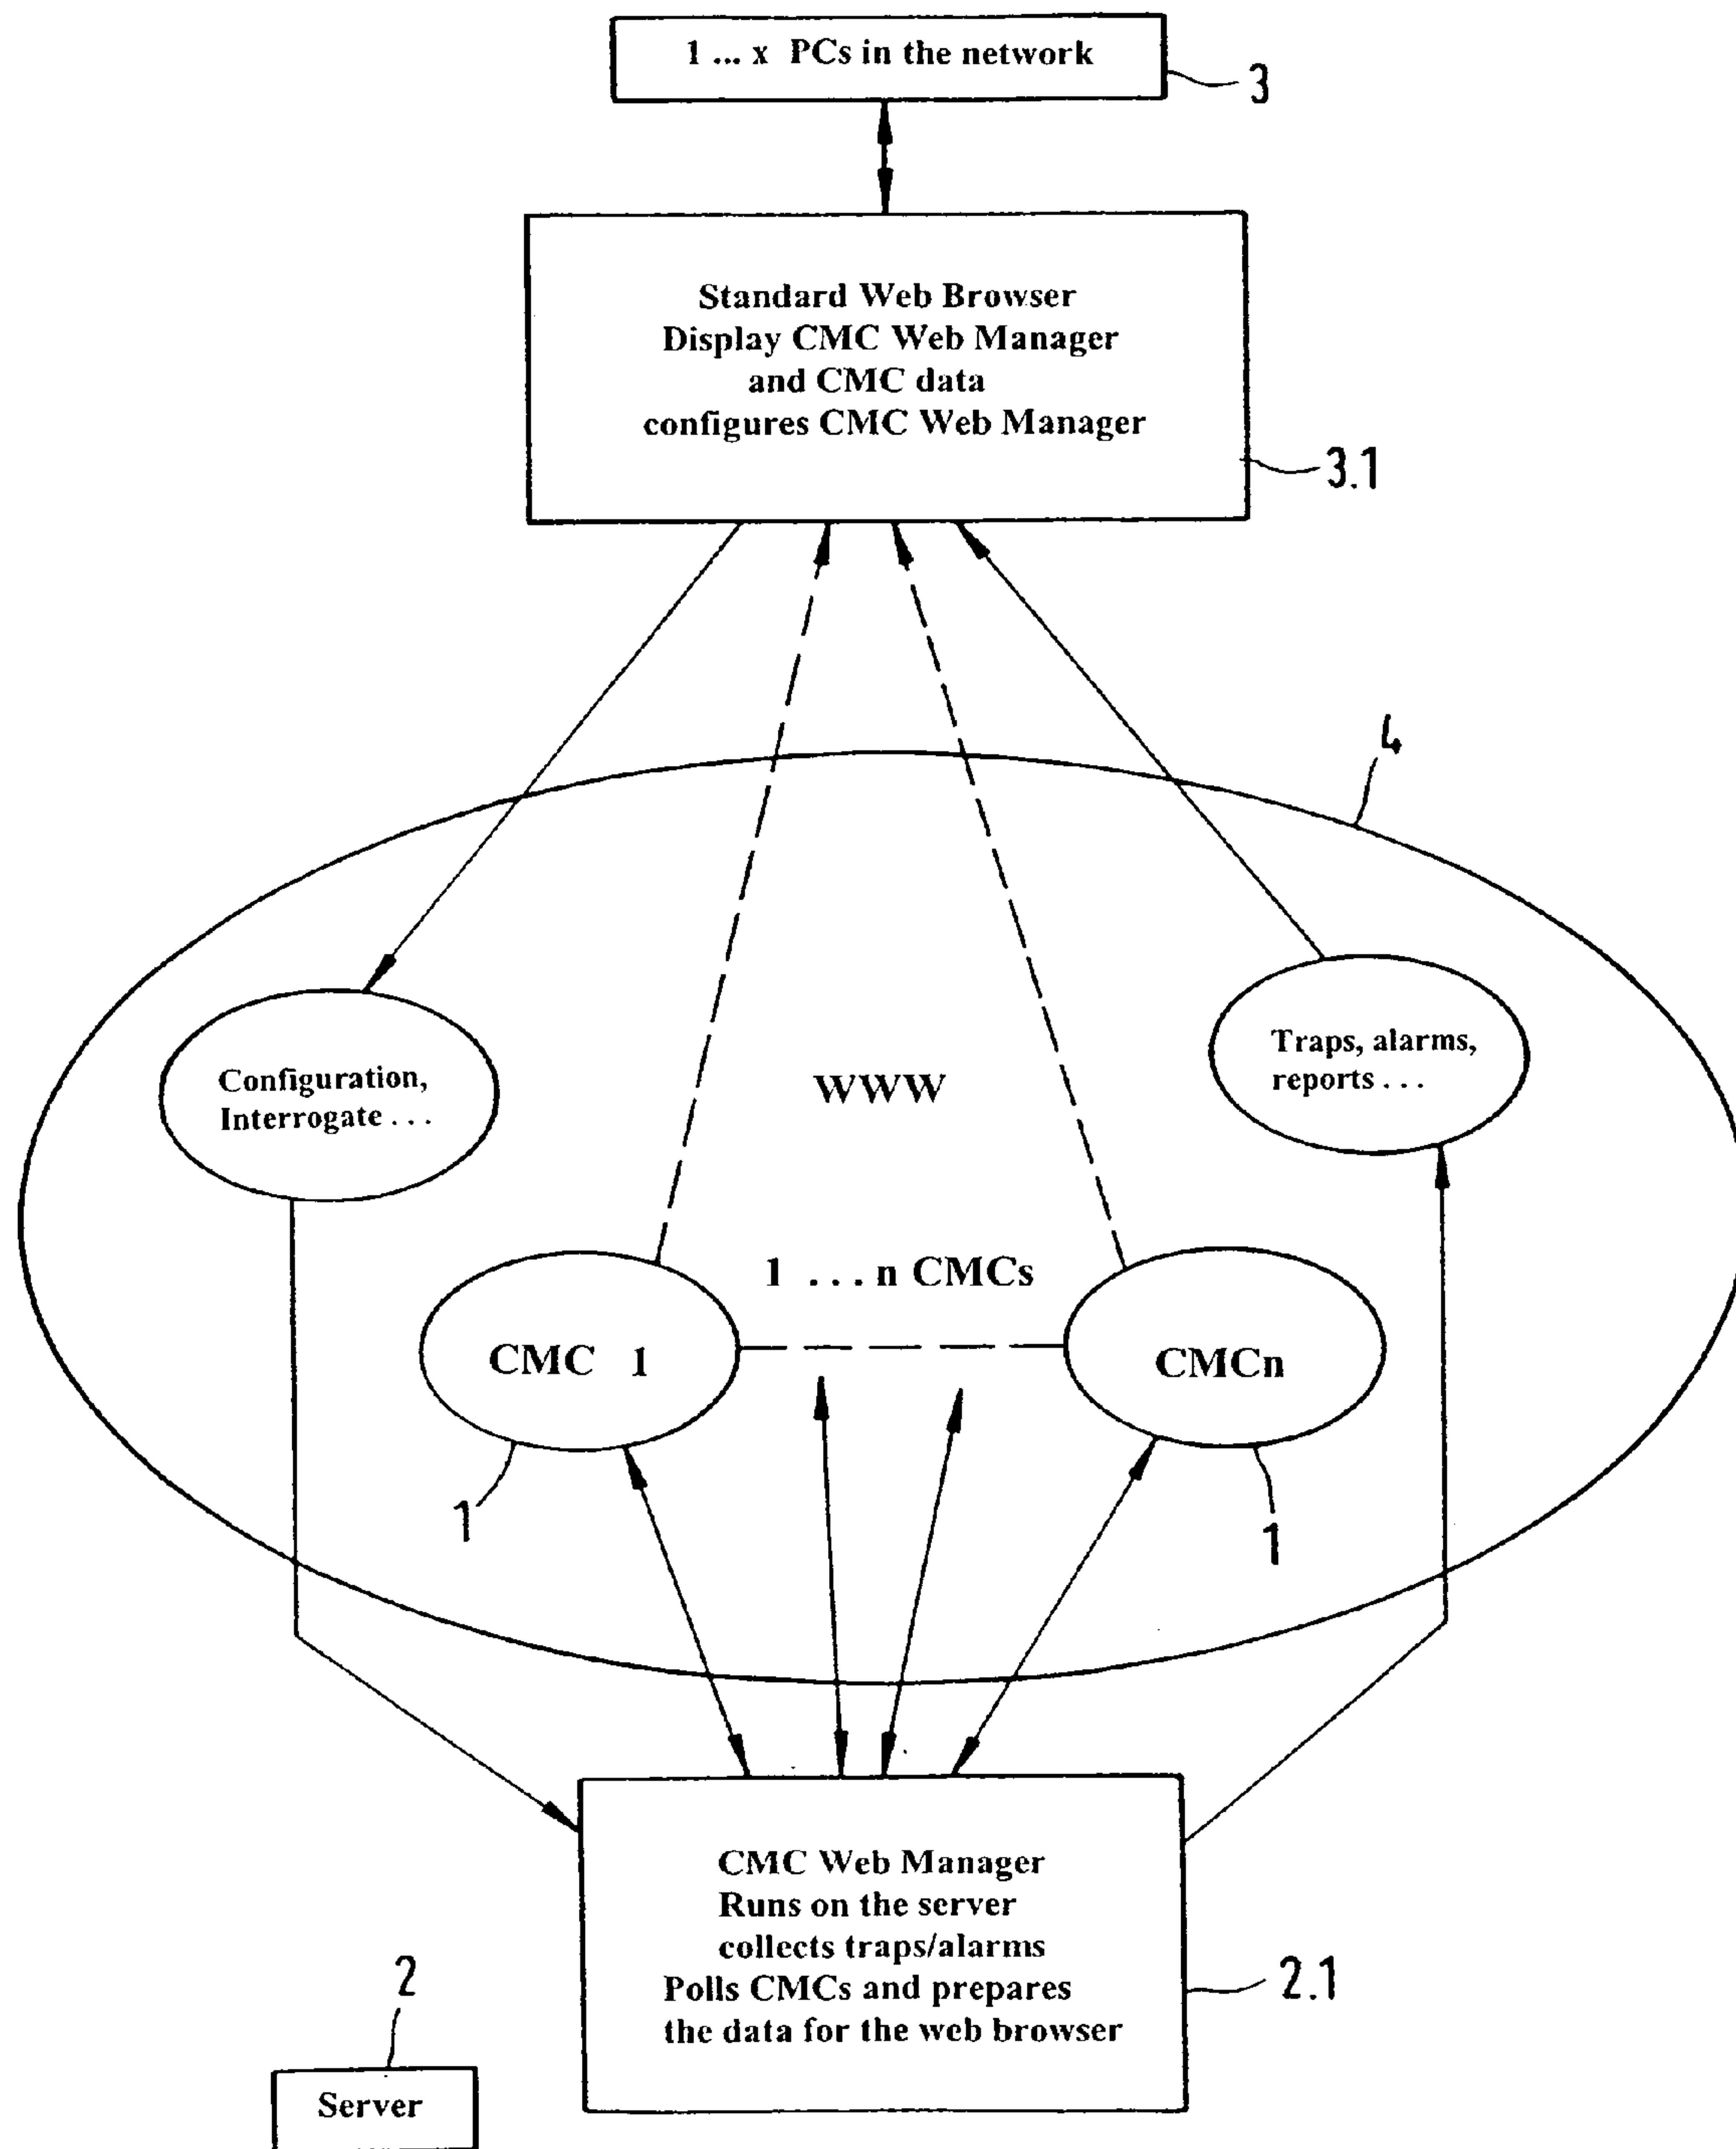 1 ... x PCs in the network
3
Standard Web Browser
Display CMC Web Manager
and CMC data
configures CMC Web Manager
3.1
4
Configuration,
Interrogate . . .
WWW
Traps, alarms,
reports . . .
1 . . . n CMCs
CMC 1
CMCn
1
1
CMC Web Manager
Runs on the server
collects traps/alarms
Polls CMCs and prepares
the data for the web browser
2.1
2
Server